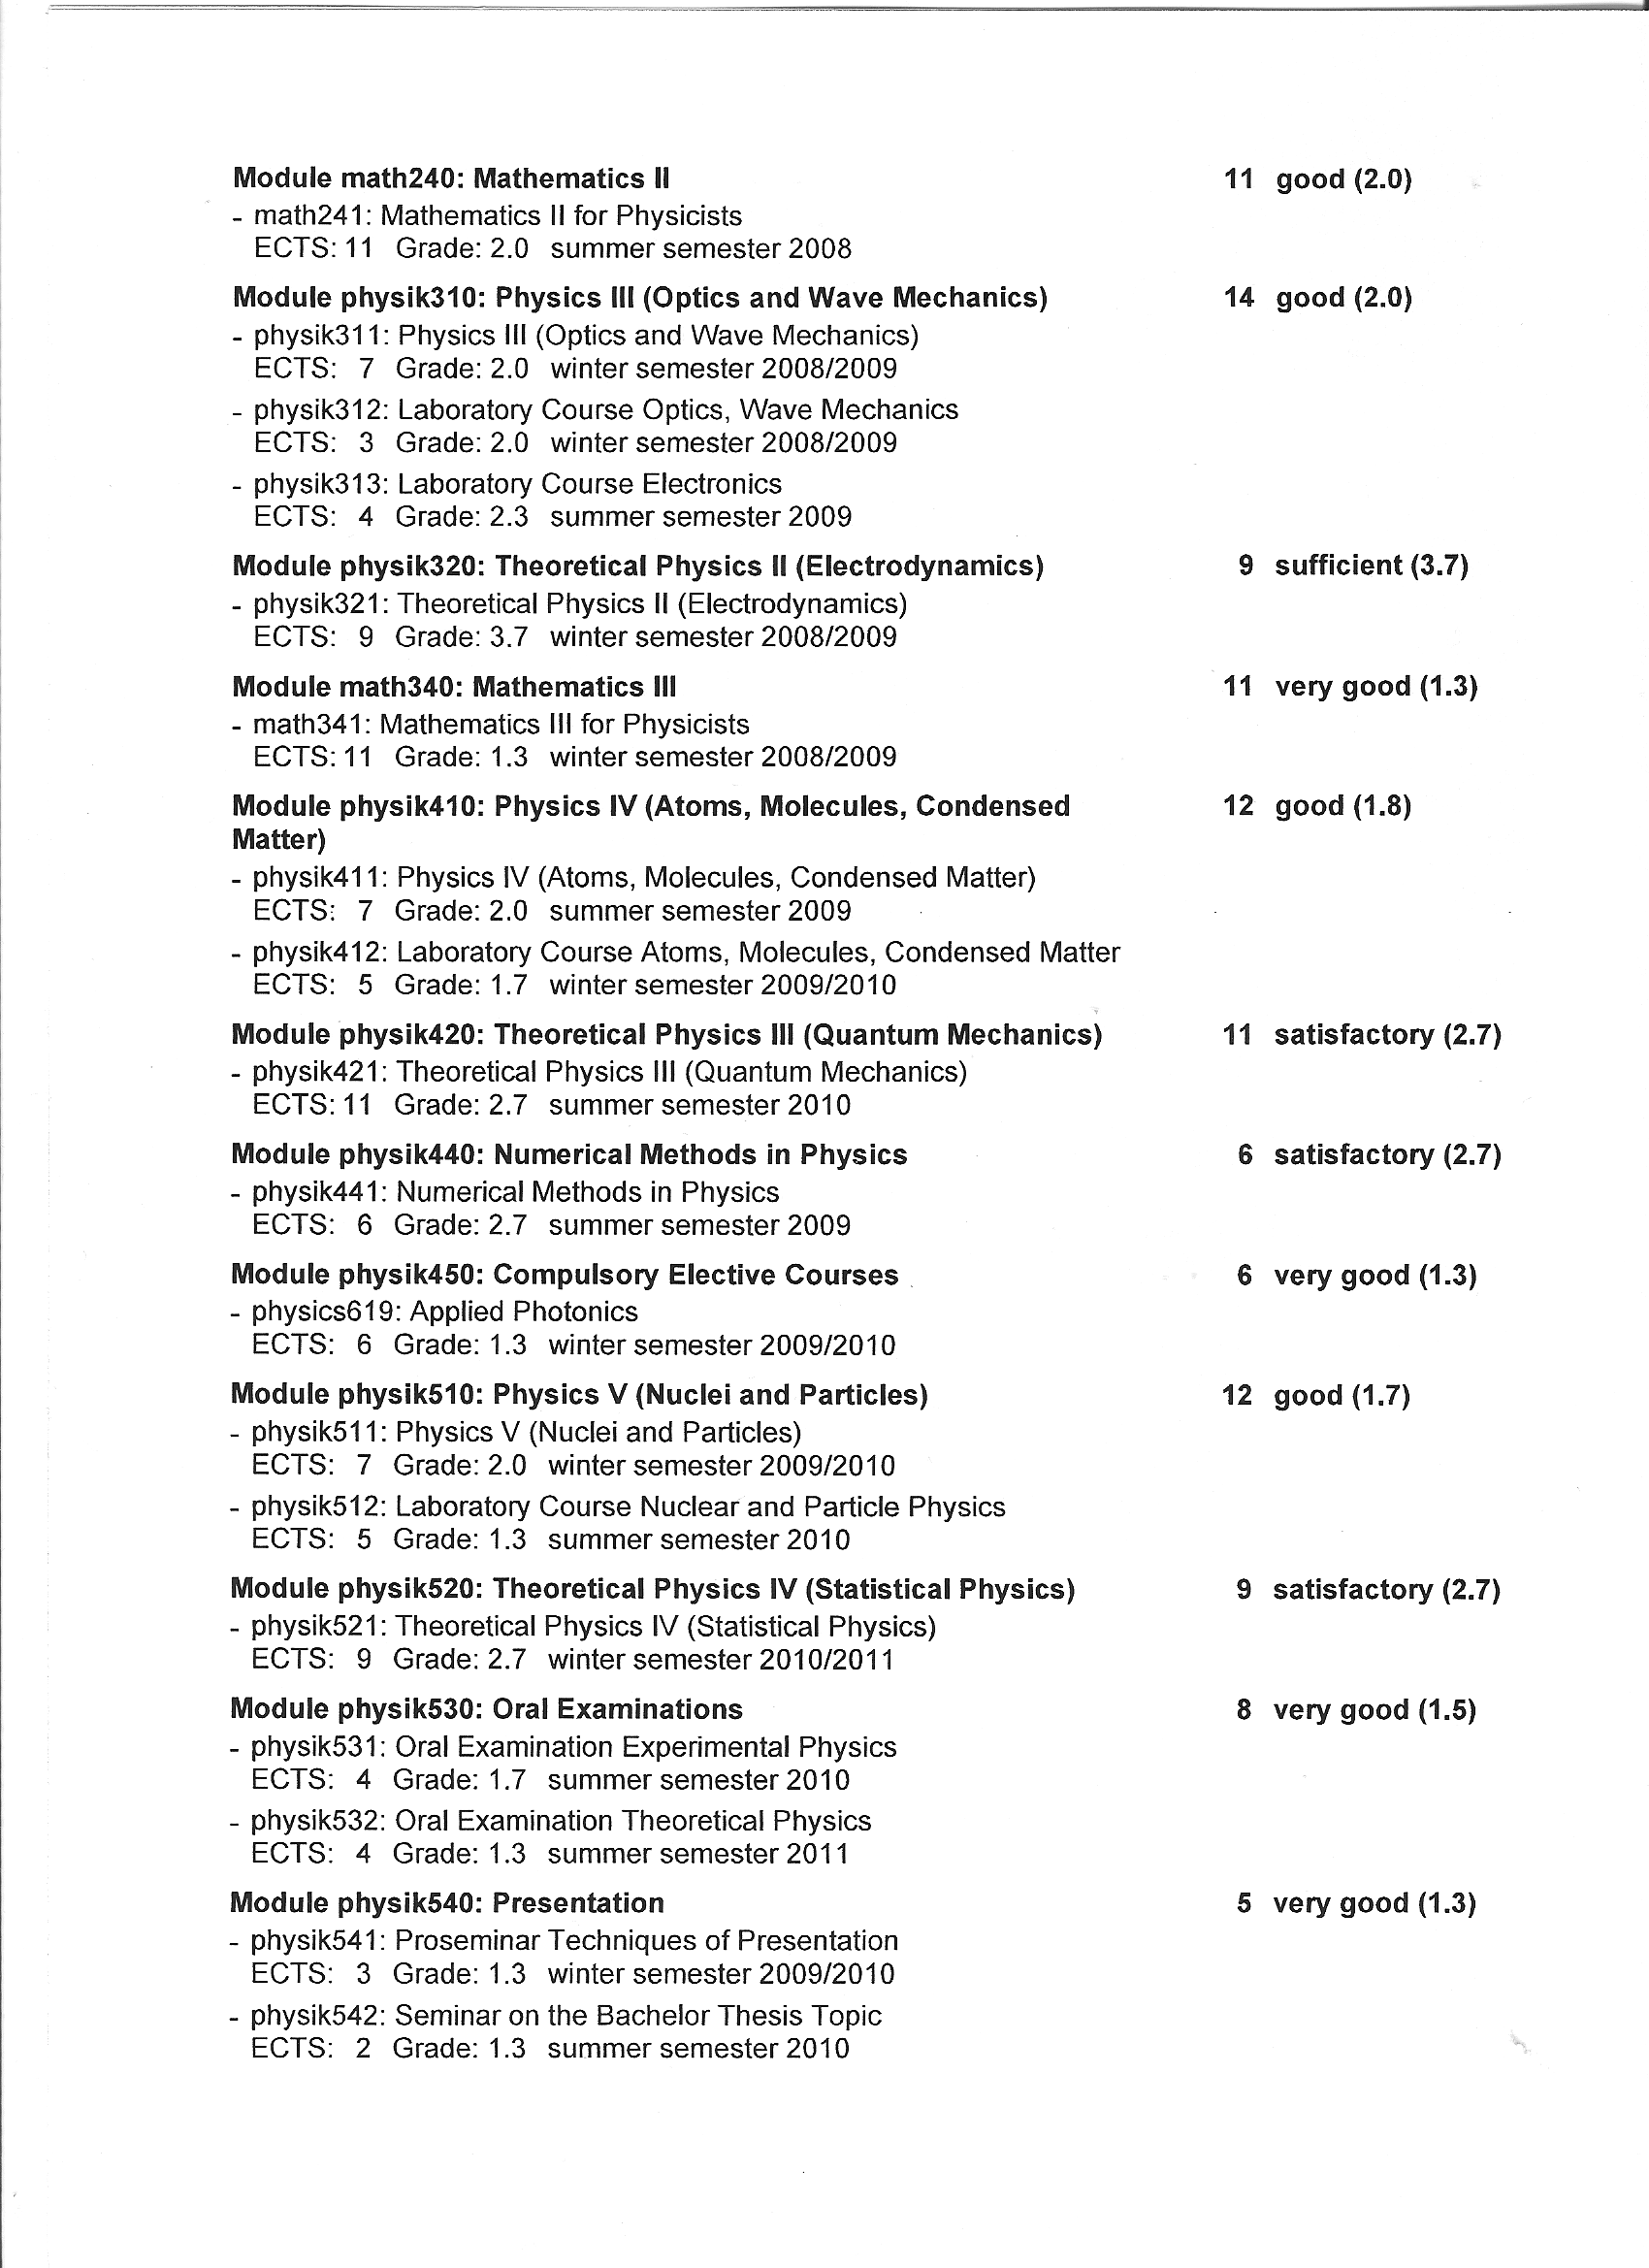 Module math240: Mathematics II 11 good (2.0)
- math241: Mathematics II for Physicists
ECTS: 11 Grade: 2.0 summer semester 2008
Module physik310: Physics III (Optics and Wave Mechanics) 14 good (2.0)
- physik311: Physics III (Optics and Wave Mechanics)
ECTS: 7 Grade: 2.0 winter semester 2008/2009
- physik312: Laboratory Course Optics, Wave Mechanics
ECTS: 3 Grade: 2.0 winter semester 2008/2009
- physik313: Laboratory Course Electronics
ECTS: 4 Grade: 2.3 summer semester 2009
Module physik320: Theoretical Physics II (Electrodynamics) 9 sufficient (3.7)
- physik321: Theoretical Physics II (Electrodynamics)
ECTS: 9 Grade: 3.7 winter semester 2008/2009
Module math340: Mathematics III 11 very good (1.3)
- math341: Mathematics III for Physicists
ECTS: 11 Grade: 1.3 winter semester 2008/2009
Module physik410: Physics IV (Atoms, Molecules, Condensed 12 good (1.8)
Matter)
- physik411: Physics IV (Atoms, Molecules, Condensed Matter)
ECTS: 7 Grade: 2.0 summer semester 2009
- physik412: Laboratory Course Atoms, Molecules, Condensed Matter
ECTS: 5 Grade: 1.7 winter semester 2009/2010
Module physik420: Theoretical Physics III (Quantum Mechanics) 11 satisfactory (2.7)
- physik421: Theoretical Physics III (Quantum Mechanics)
ECTS: 11 Grade: 2.7 summer semester 2010
Module physik440: Numerical Methods in Physics 6 satisfactory (2.7)
- physik441: Numerical Methods in Physics
ECTS: 6 Grade: 2.7 summer semester 2009
Module physik450: Compulsory Elective Courses 6 very good (1.3)
- physics619: Applied Photonics
ECTS: 6 Grade: 1.3 winter semester 2009/2010
Module physik510: Physics V (Nuclei and Particles) 12 good (1.7)
- physik511: Physics V (Nuclei and Particles)
ECTS: 7 Grade: 2.0 winter semester 2009/2010
- physik512: Laboratory Course Nuclear and Particle Physics
ECTS: 5 Grade: 1.3 summer semester 2010
Module physik520: Theoretical Physics IV (Statistical Physics) 9 satisfactory (2.7)
- physik521: Theoretical Physics IV (Statistical Physics)
ECTS: 9 Grade: 2.7 winter semester 2010/2011
Module physik530: Oral Examinations 8 very good (1.5)
- physik531: Oral Examination Experimental Physics
ECTS: 4 Grade: 1.7 summer semester 2010
- physik532: Oral Examination Theoretical Physics
ECTS: 4 Grade: 1.3 summer semester 2011
Module physik540: Presentation 5 very good (1.3)
- physik541: Proseminar Techniques of Presentation
ECTS: 3 Grade: 1.3 winter semester 2009/2010
- physik542: Seminar on the Bachelor Thesis Topic
ECTS: 2 Grade: 1.3 summer semester 2010